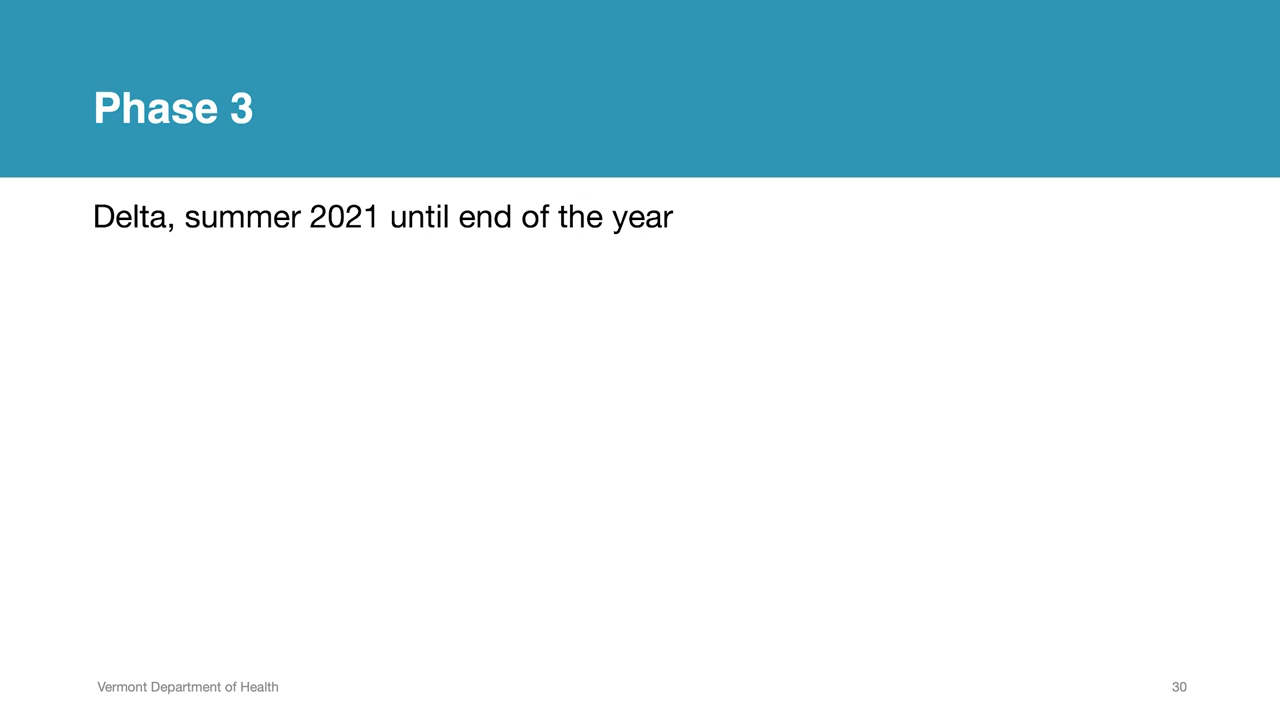 Phase 3
Delta, summer 2021 until end of the year
Vermont Department of Health
30